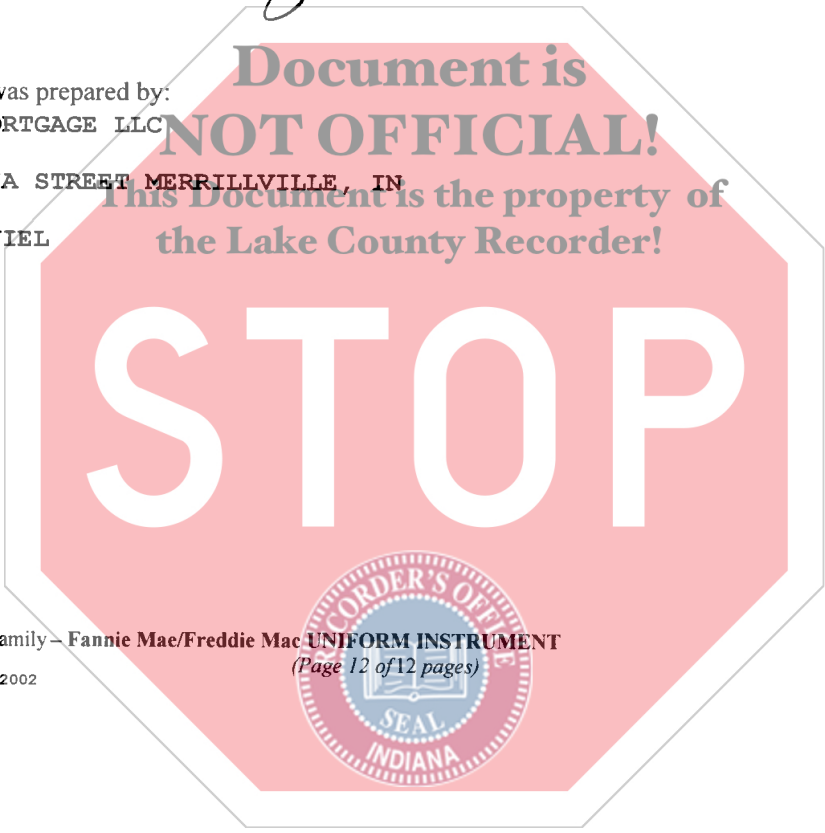 Document is
was prepared by:
ORTGAGE LLC
NOT OFFICIAL!
A STREET MERRILLVILLE, IN
This Document is the property of
IEL
the Lake County Recorder!
STOP
RECORDER'S OFFICE
amily – Fannie Mae/Freddie Mac UNIFORM INSTRUMENT
(Page 12 of 12 pages)
2002
SEAL
INDIANA